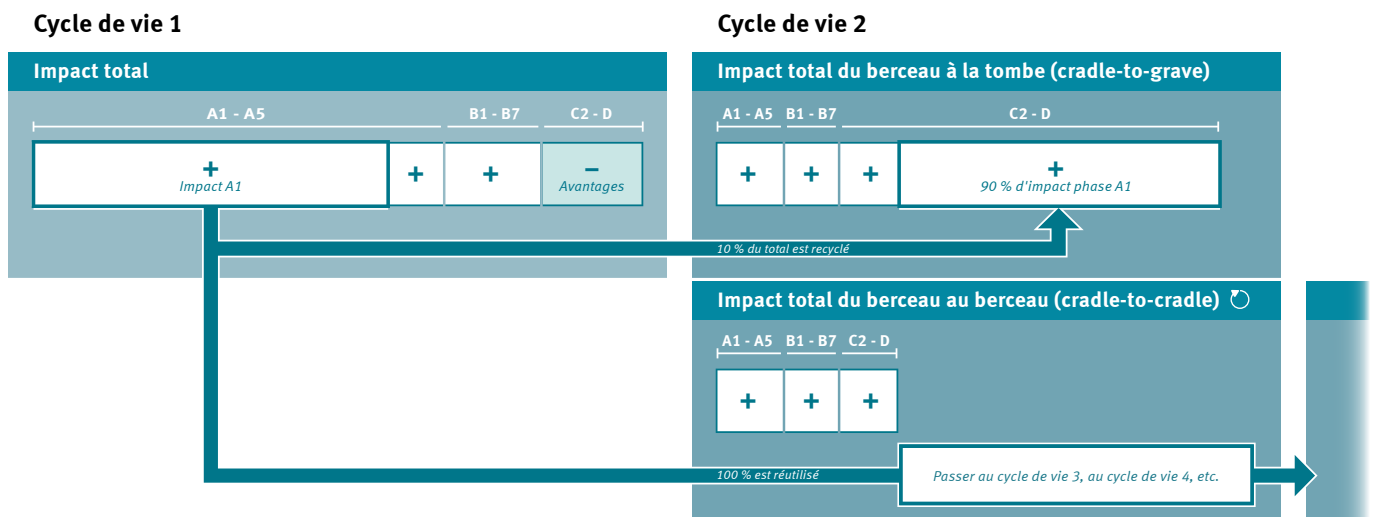 Cycle de vie 1
Cycle de vie 2
Impact total
A1 - A5
B1 - B7
C2 - D
+
Impact A1
+
+
–
Avantages
Impact total du berceau à la tombe (cradle-to-grave)
A1 - A5
B1 - B7
C2 - D
+
+
+
+
90 % d'impact phase A1
10 % du total est recyclé
Impact total du berceau au berceau (cradle-to-cradle)
A1 - A5
B1 - B7
C2 - D
+
+
+
100 % est réutilisé
Passer au cycle de vie 3, au cycle de vie 4, etc.